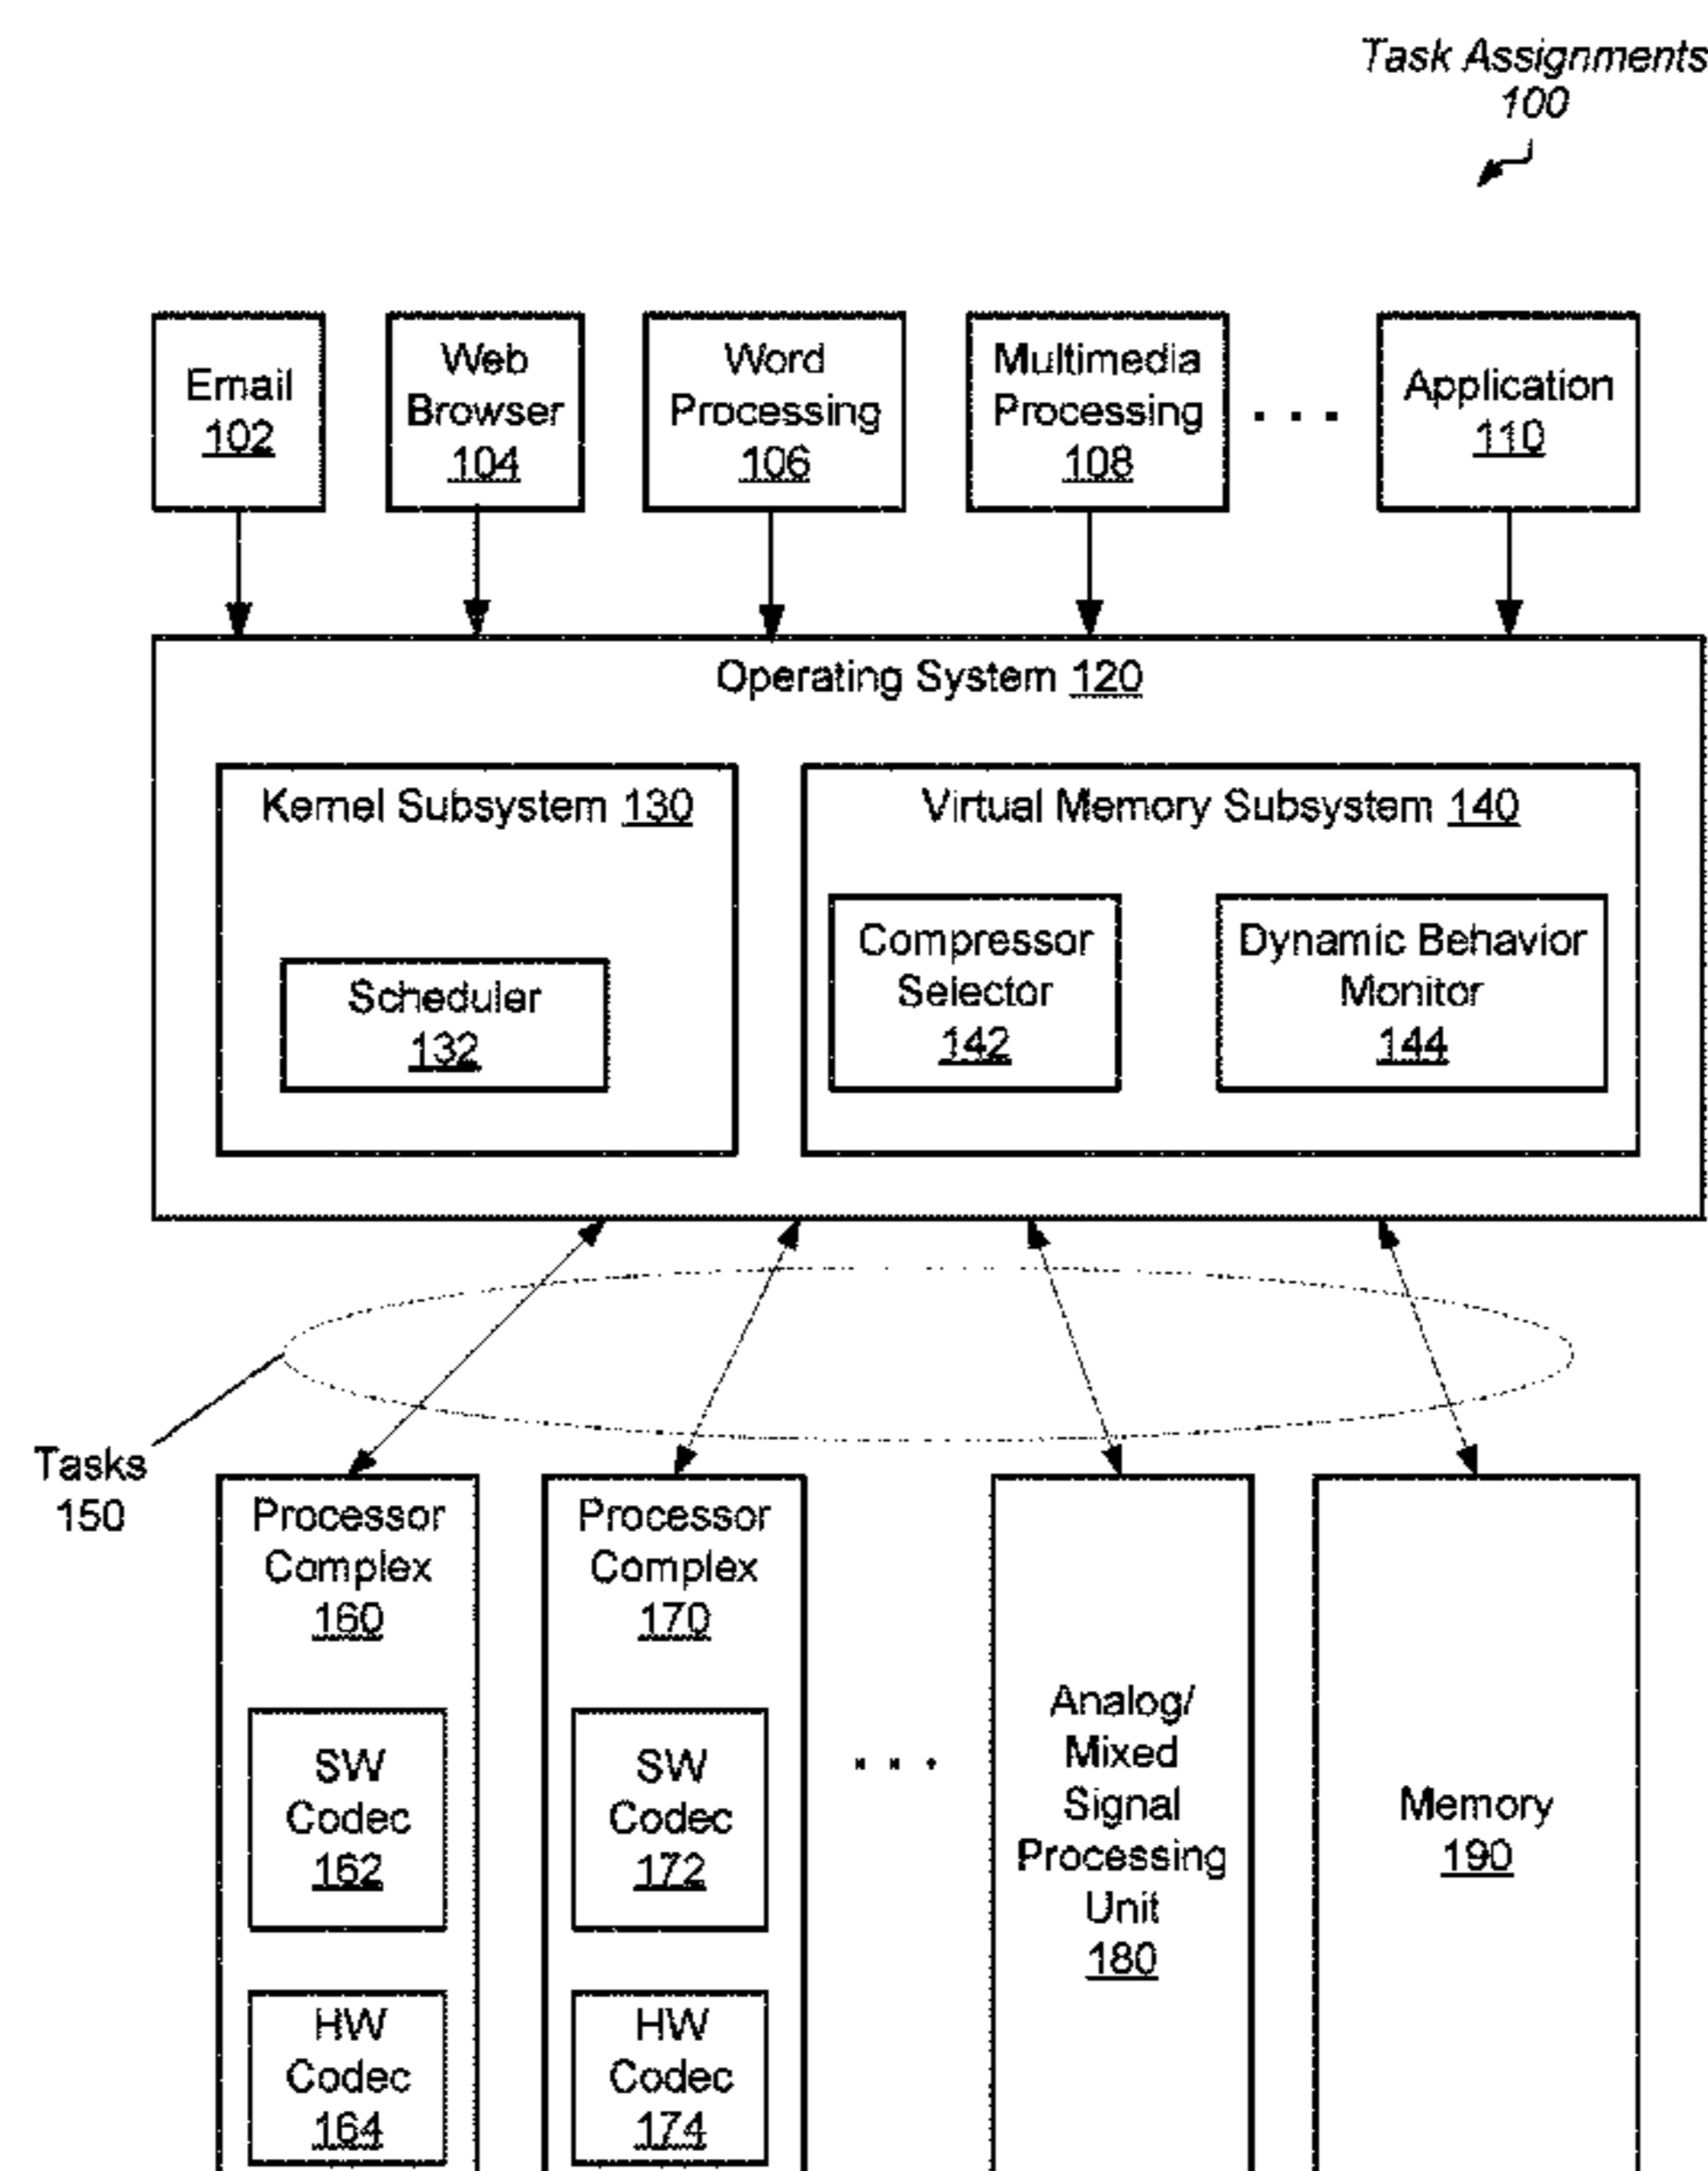 Task Assignments
100
Email
102
Web
Browser
104
Word
Processing
106
Multimedia
Processing
108
. . .
Application
110
Operating System 120
Kernel Subsystem 130
Scheduler
132
Virtual Memory Subsystem 140
Compressor
Selector
142
Dynamic Behavior
Monitor
144
Tasks
150
Processor
Complex
160
SW
Codec
162
HW
Codec
164
Processor
Complex
170
SW
Codec
172
HW
Codec
174
. . .
Analog/
Mixed
Signal
Processing
Unit
180
Memory
190